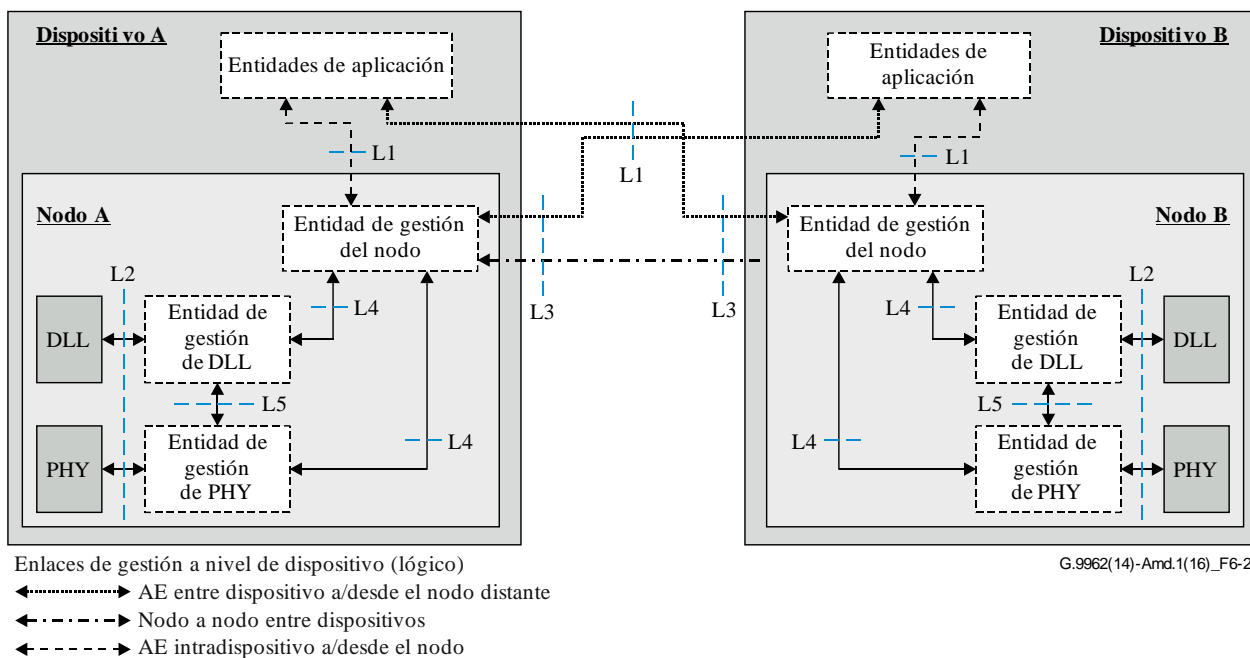 Dispositivo A
Entidades de aplicación
L1
Nodo A
Entidad de gestión
del nodo
L2
L4
DLL
Entidad de
gestión
de DLL
L5
PHY
Entidad de
gestión
de PHY
L4
L1
L3
L3
Dispositivo B
Entidades de
aplicación
L1
Nodo B
Entidad de gestión
del nodo
L2
L4
Entidad de
gestión
de DLL
DLL
L5
L4
Entidad de
gestión
de PHY
PHY
Enlaces de gestión a nivel de dispositivo (lógico)
G.9962(14)-Amd.1(16)_F6-2
AE entre dispositivo a/desde el nodo distante
Nodo a nodo entre dispositivos
AE intradispositivo a/desde el nodo